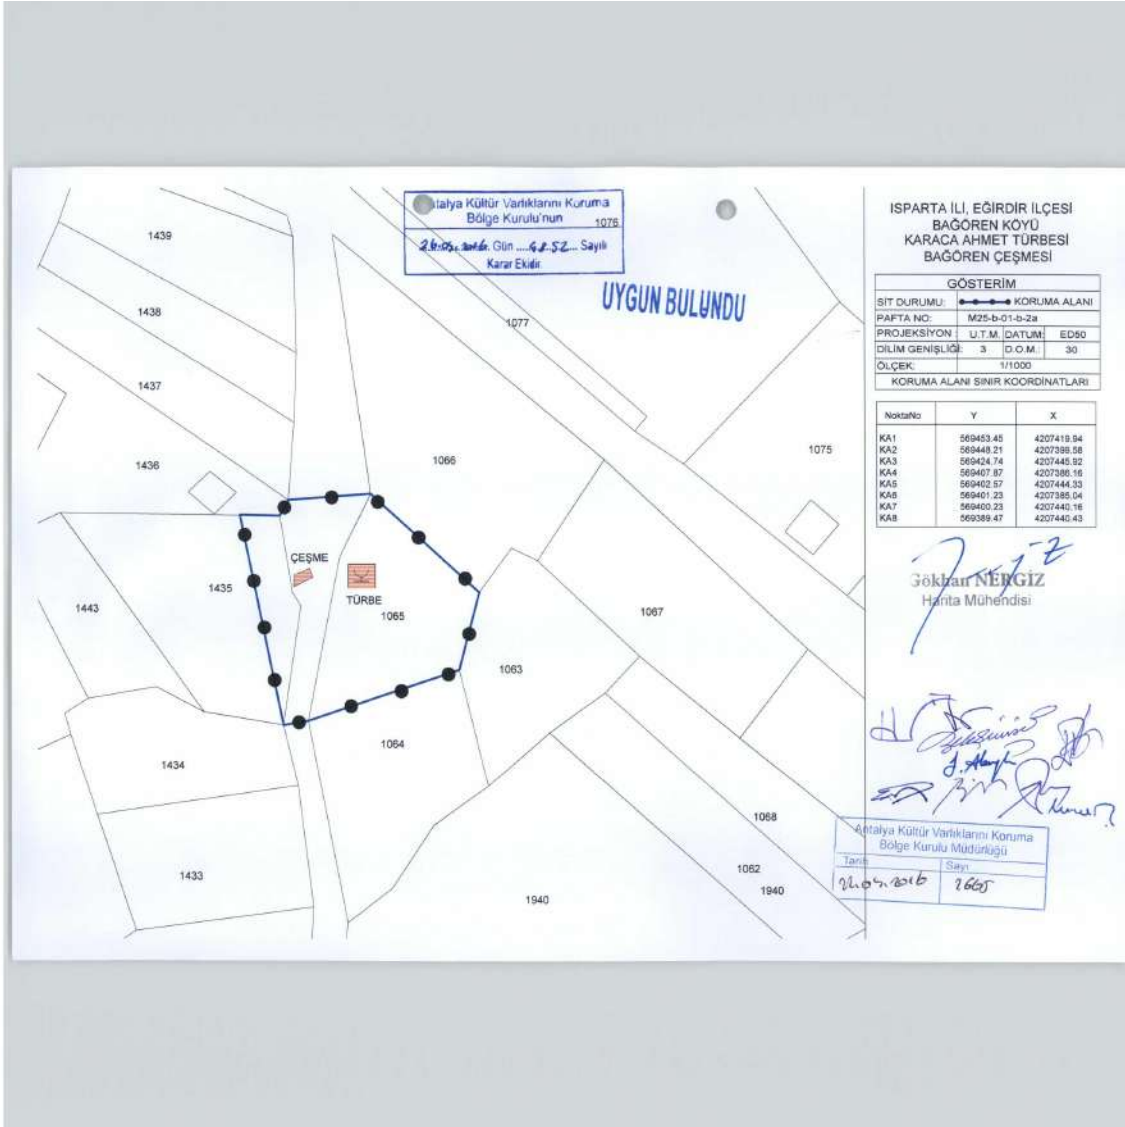 Antalya Kültür Varlıklarını Koruma
Bölge Kurulu'nun
Gün Sayılı
Karar Ekidir
UYGUN BULUNDU
1439
1438
1437
1436
1076
1077
1066
1075
ÇEŞME
TÜRBE
1435
1065
1443
1067
1063
1064
1434
1433
1068
1062
1940
1940
ISPARTA İLİ, EĞİRDİR İLÇESİ
BAĞÖREN KÖYÜ
KARACA AHMET TÜRBESİ
BAĞÖREN ÇEŞMESİ
GÖSTERİM
SİT DURUMU: KORUMA ALANI
PAFTA NO: M25-b-01-b-2a
PROJEKSİYON : U.T.M. DATUM: ED50
DİLİM GENİŞLİĞİ: 3 D.O.M.: 30
ÖLÇEK: 1/1000
KORUMA ALANI SINIR KOORDİNATLARI
NoktaNo Y X
KA1 569453.45 4207419.94
KA2 569448.21 4207399.58
KA3 569424.74 4207445.92
KA4 569407.87 4207386.16
KA5 569402.57 4207444.33
KA6 569401.23 4207385.04
KA7 569400.23 4207440.16
KA8 569389.47 4207440.43
Gökhan NERGİZ
Harita Mühendisi
Antalya Kültür Varlıklarını Koruma
Bölge Kurulu Müdürlüğü
Tarih Sayı
2665